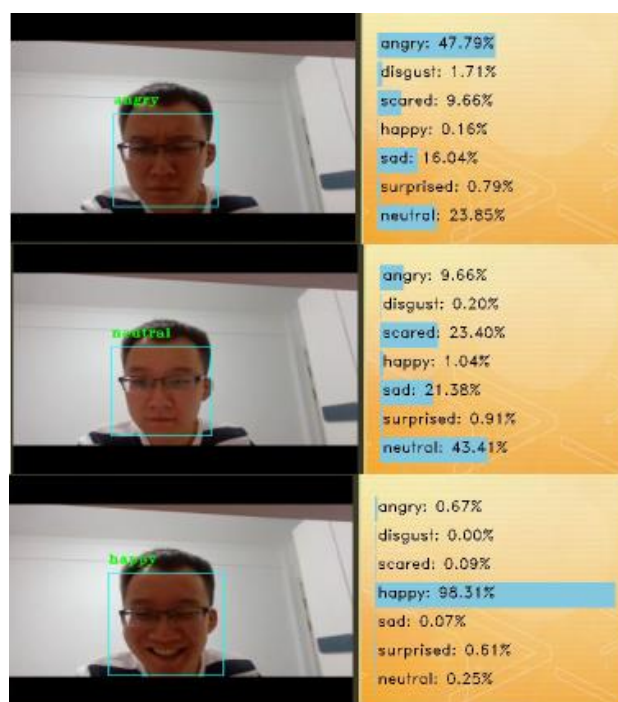 angry
angry: 47.79%
disgust: 1.71%
scared: 9.66%
happy: 0.16%
sad: 16.04%
surprised: 0.79%
neutral: 23.85%
neutral
angry: 9.66%
disgust: 0.20%
scared: 23.40%
happy: 1.04%
sad: 21.38%
surprised: 0.91%
neutral: 43.41%
happy
angry: 0.67%
disgust: 0.00%
scared: 0.09%
happy: 98.31%
sad: 0.07%
surprised: 0.61%
neutral: 0.25%